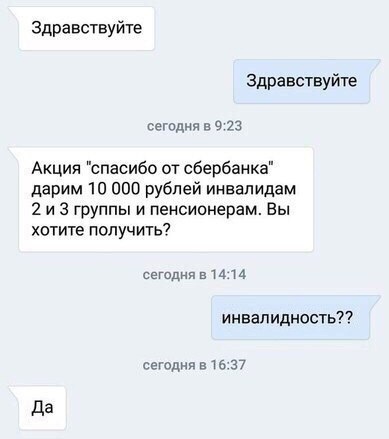 Здравствуйте
Здравствуйте
сегодня в 9:23
Акция "спасибо от сбербанка"
дарим 10 000 рублей инвалидам
2 и 3 группы и пенсионерам. Вы
хотите получить?
сегодня в 14:14
инвалидность??
сегодня в 16:37
Да